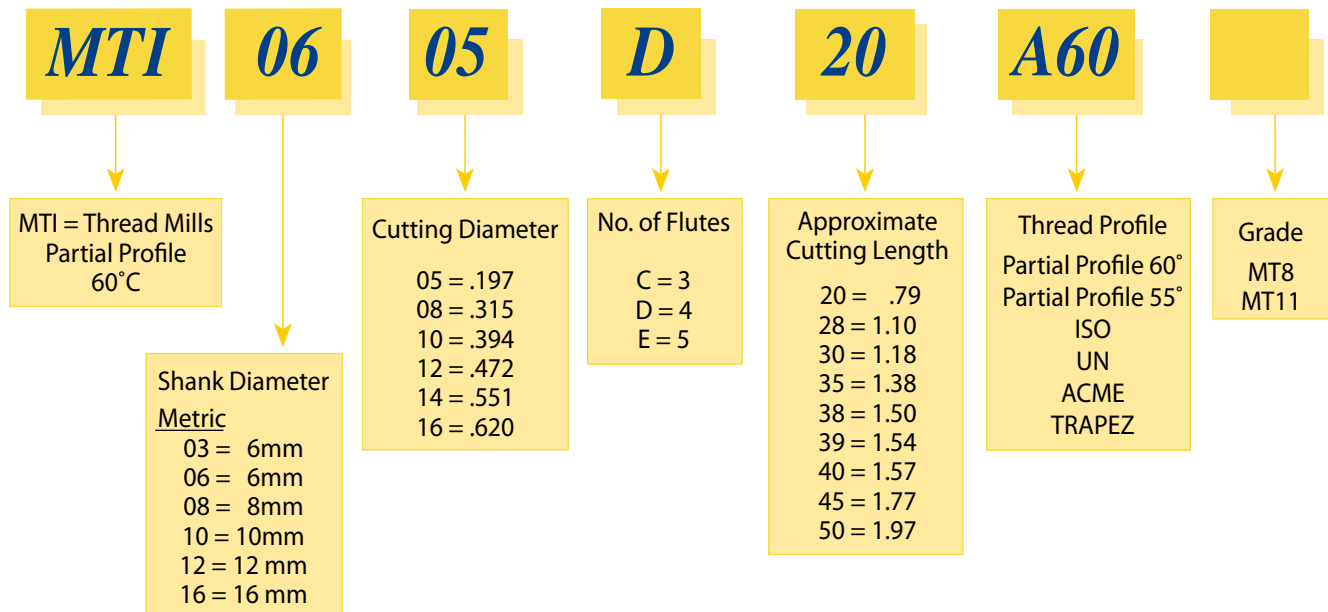 MTI 06 05 D 20 A60
MTI = Thread Mills
Partial Profile
60˚C
Shank Diameter
Metric
03 = 6mm
06 = 6mm
08 = 8mm
10 = 10mm
12 = 12 mm
16 = 16 mm
Cutting Diameter
05 = .197
08 = .315
10 = .394
12 = .472
14 = .551
16 = .620
No. of Flutes
C = 3
D = 4
E = 5
Approximate
Cutting Length
20 = .79
28 = 1.10
30 = 1.18
35 = 1.38
38 = 1.50
39 = 1.54
40 = 1.57
45 = 1.77
50 = 1.97
Thread Profile
Partial Profile 60˚
Partial Profile 55˚
ISO
UN
ACME
TRAPEZ
Grade
MT8
MT11